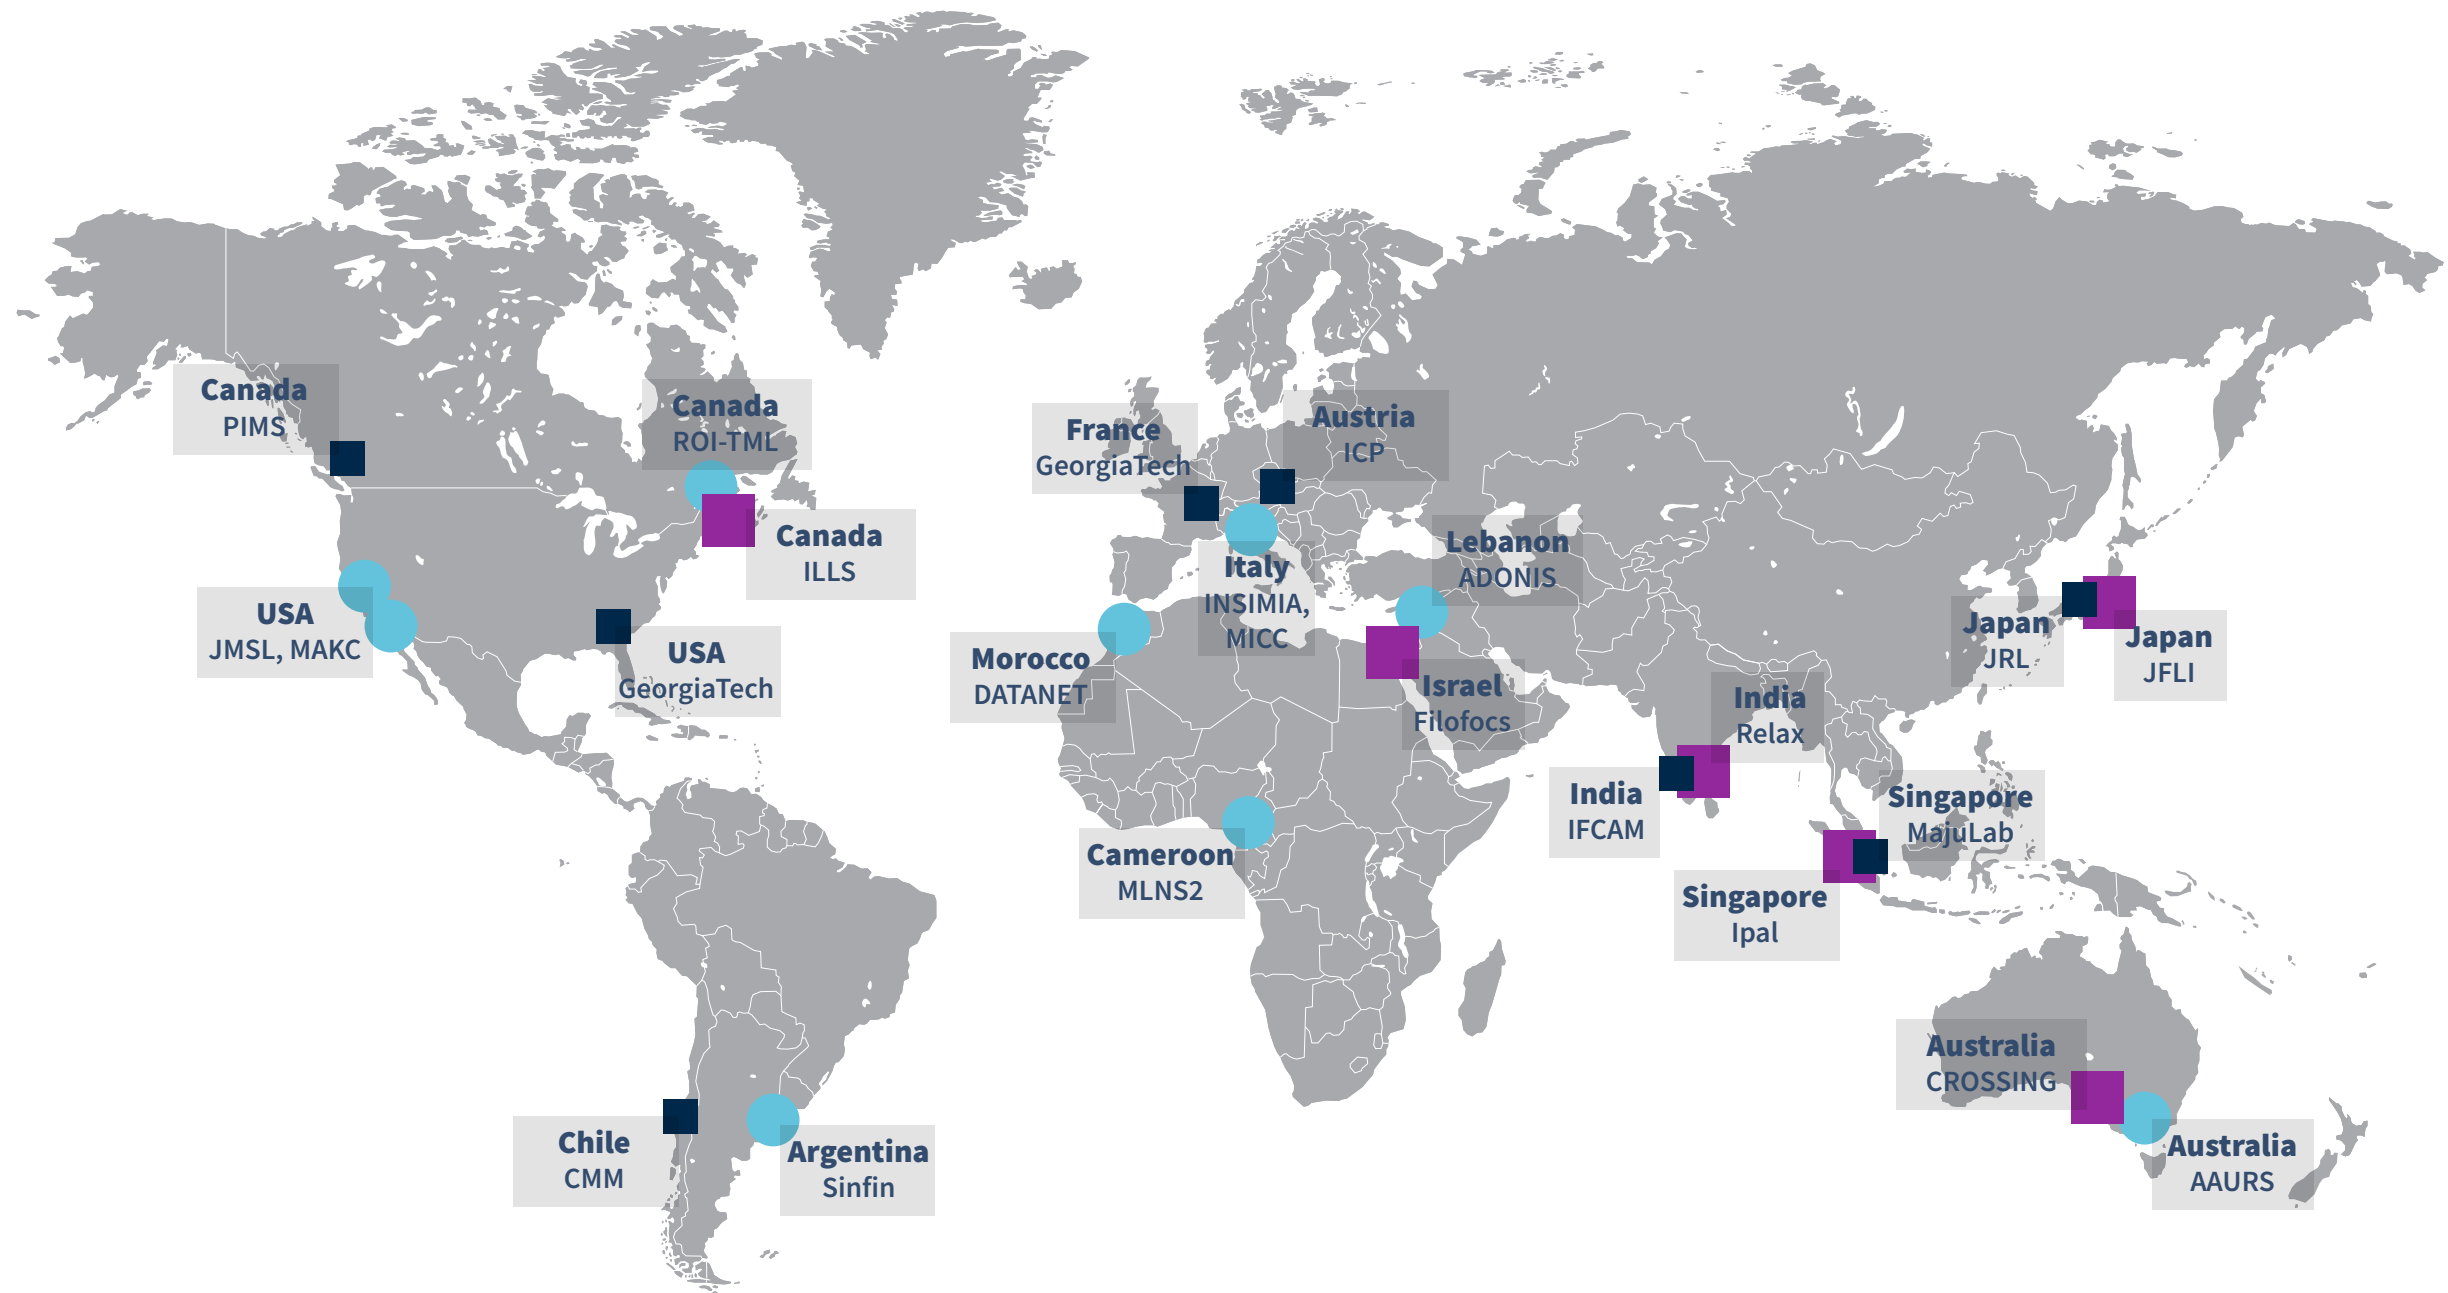 Canada
PIMS
Canada
ROI-TML
France
GeorgiaTech
Austria
ICP
Canada
ILLS
Lebanon
ADONIS
Italy
INSIMIA,
MICC
USA
JMSL, MAKC
USA
GeorgiaTech
Morocco
DATANET
Israel
Filofocs
Japan
JRL
Japan
JFLI
India
Relax
India
IFCAM
Singapore
MajuLab
Cameroon
MLNS2
Singapore
Ipal
Australia
CROSSING
Chile
CMM
Argentina
Sinfin
Australia
AAURS